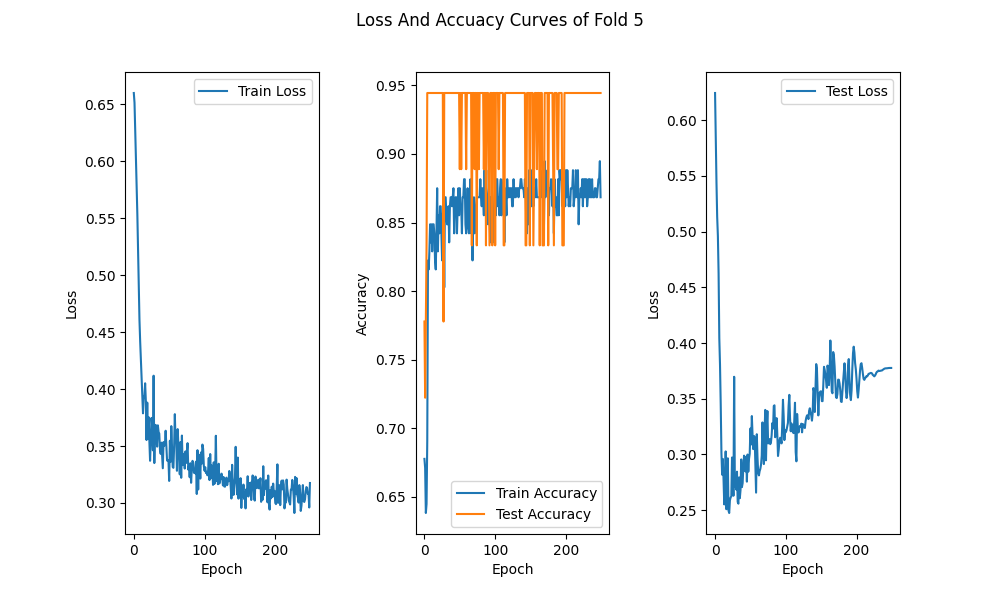 Loss And Accuacy Curves of Fold 5
Train Loss
0.65
0.60
0.55
0.50
0.45
0.40
0.35
0.30
Loss
0
100
200
Epoch
0.95
0.90
0.85
0.80
0.75
0.70
0.65
Accuracy
Train Accuracy
Test Accuracy
0
100
200
Epoch
Test Loss
0.60
0.55
0.50
0.45
0.40
0.35
0.30
0.25
Loss
0
100
200
Epoch